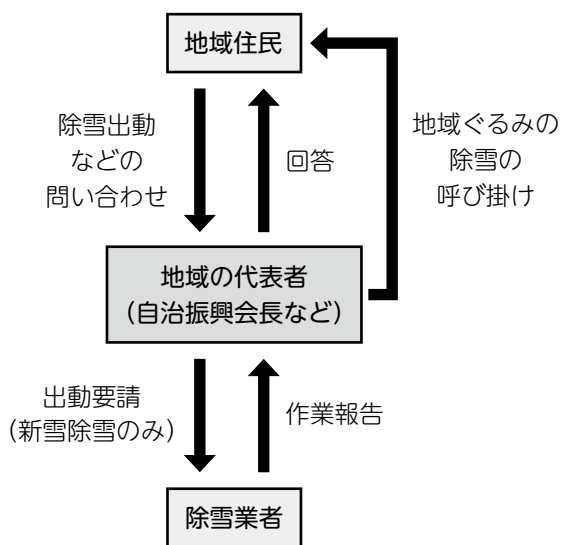 地域住民
除雪出動
などの
問い合わせ
回答
地域ぐるみの
除雪の
呼び掛け
地域の代表者
（自治振興会長など）
出動要請
（新雪除雪のみ）
作業報告
除雪業者